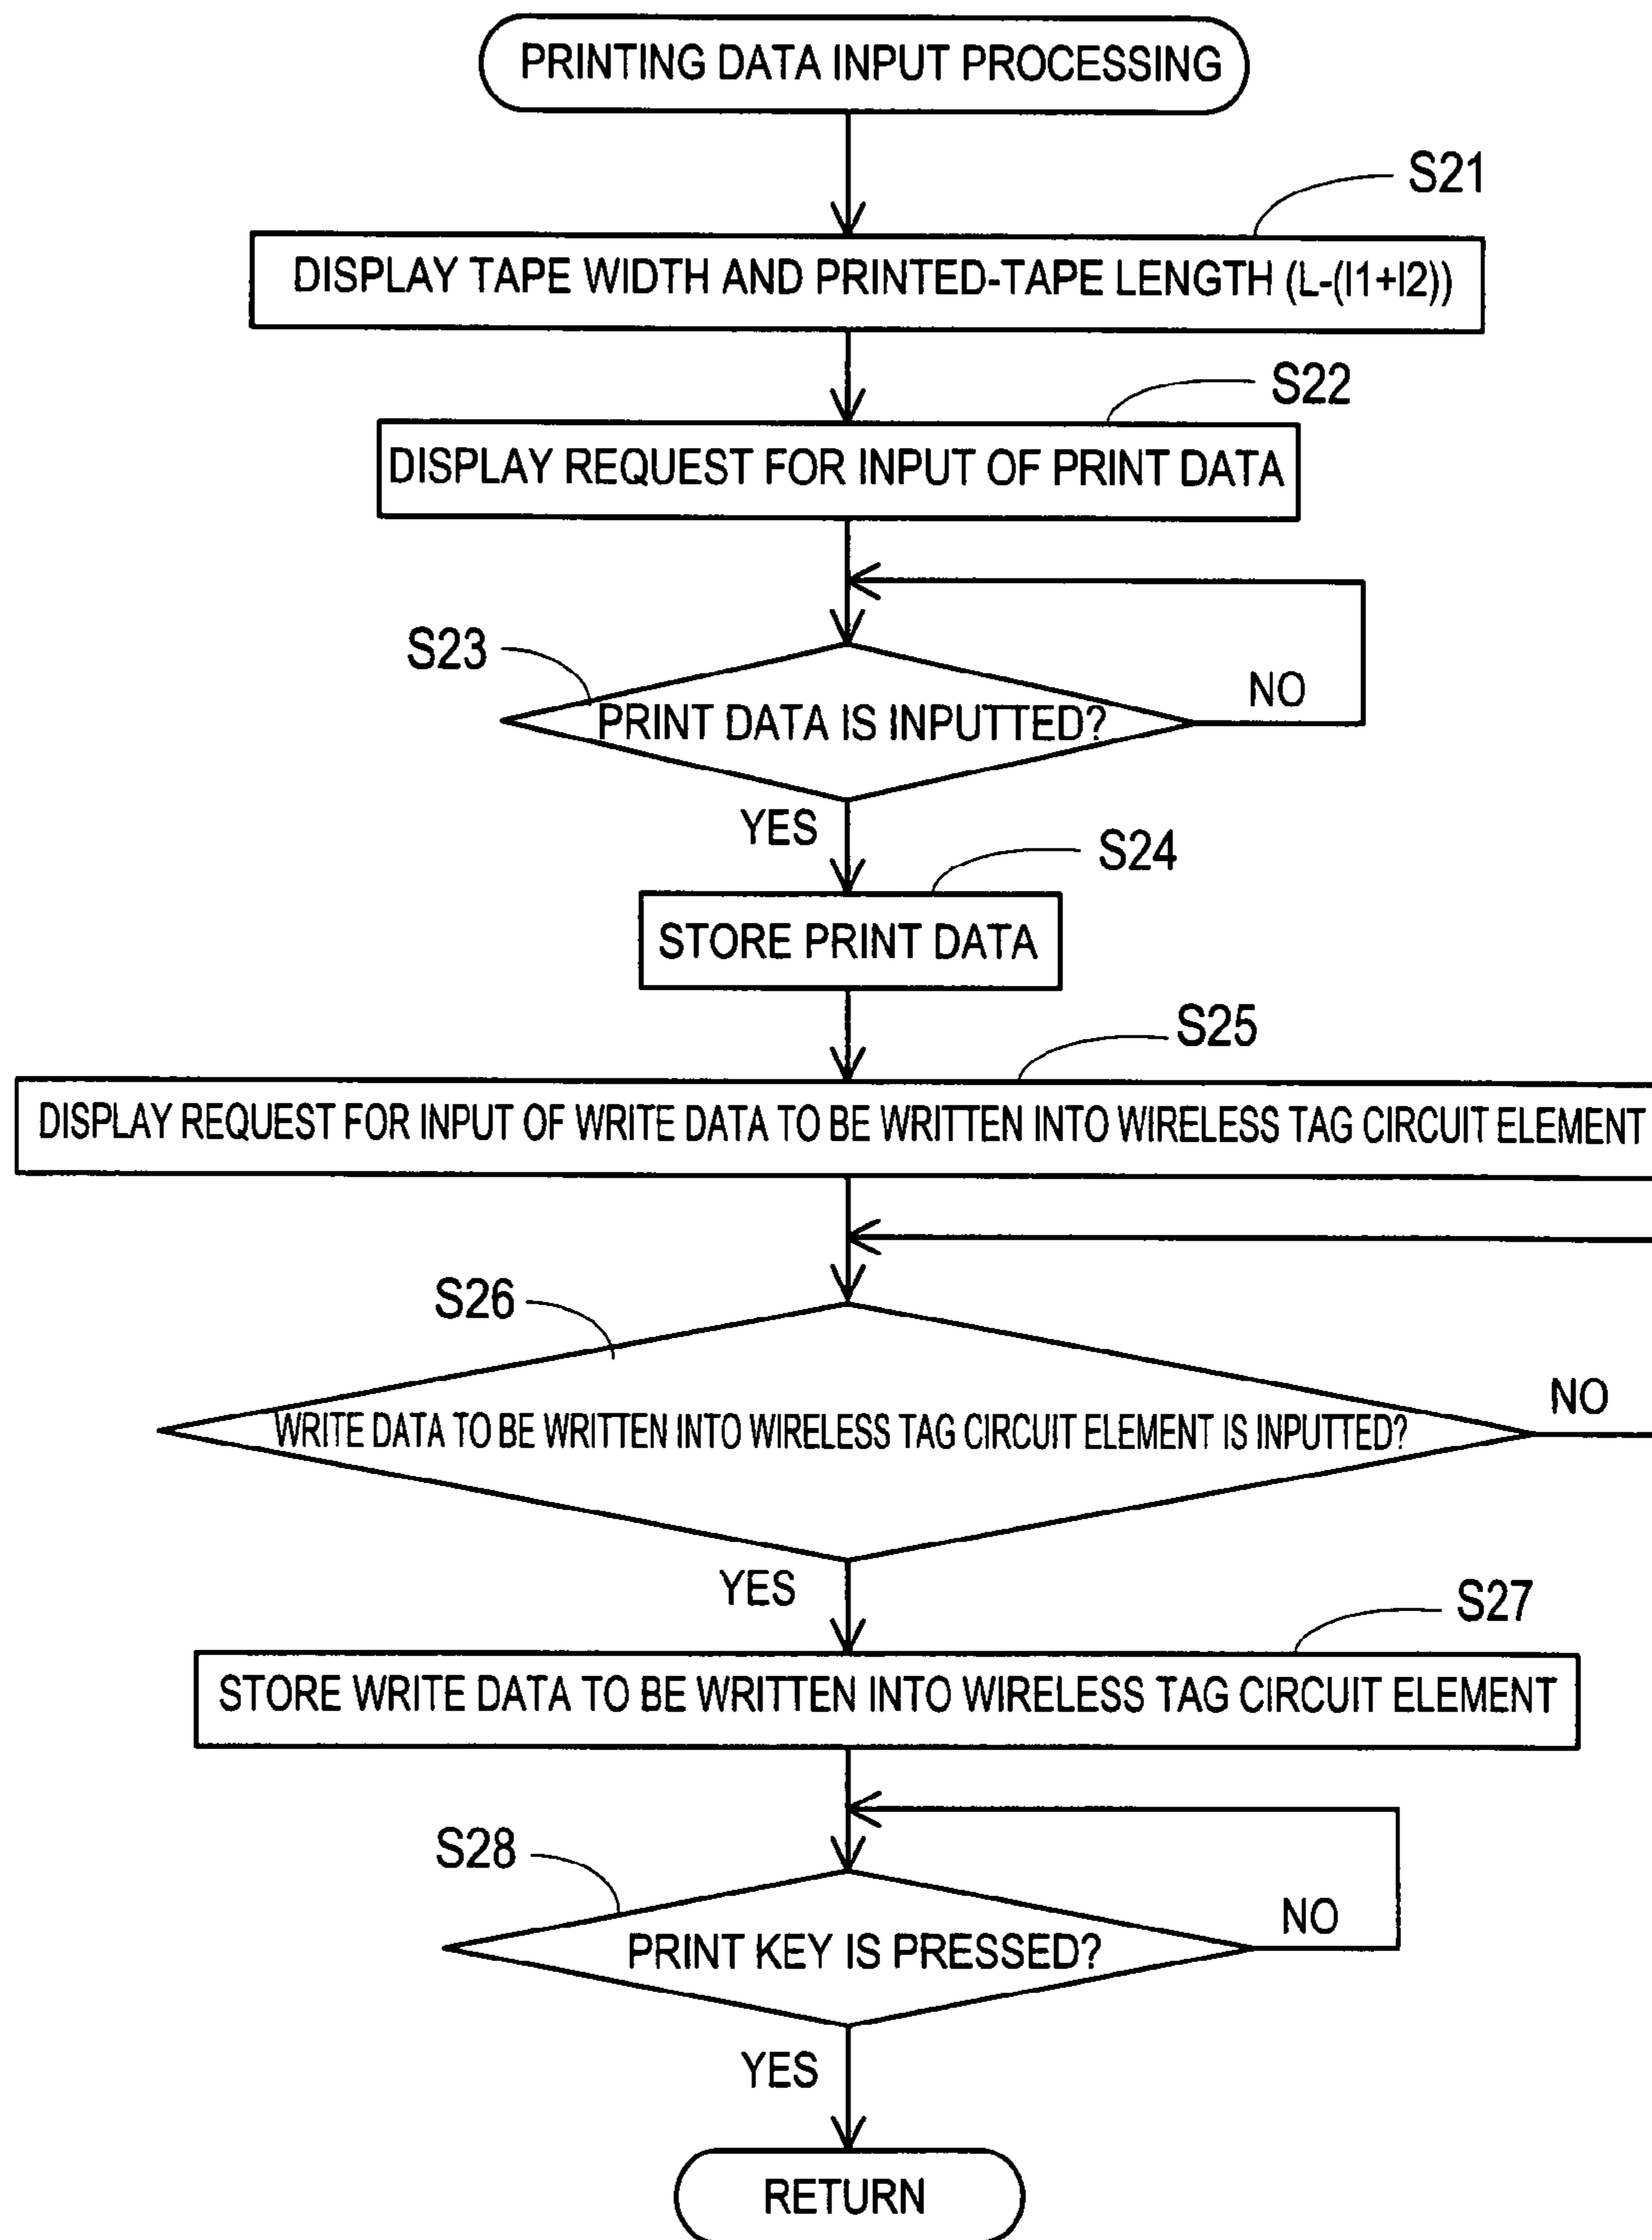 PRINTING DATA INPUT PROCESSING
S21
DISPLAY TAPE WIDTH AND PRINTED-TAPE LENGTH (L-(l1+l2))
S22
DISPLAY REQUEST FOR INPUT OF PRINT DATA
S23
PRINT DATA IS INPUTTED?
NO
YES
S24
STORE PRINT DATA
S25
DISPLAY REQUEST FOR INPUT OF WRITE DATA TO BE WRITTEN INTO WIRELESS TAG CIRCUIT ELEMENT
S26
NO
WRITE DATA TO BE WRITTEN INTO WIRELESS TAG CIRCUIT ELEMENT IS INPUTTED?
YES
S27
STORE WRITE DATA TO BE WRITTEN INTO WIRELESS TAG CIRCUIT ELEMENT
S28
NO
PRINT KEY IS PRESSED?
YES
RETURN